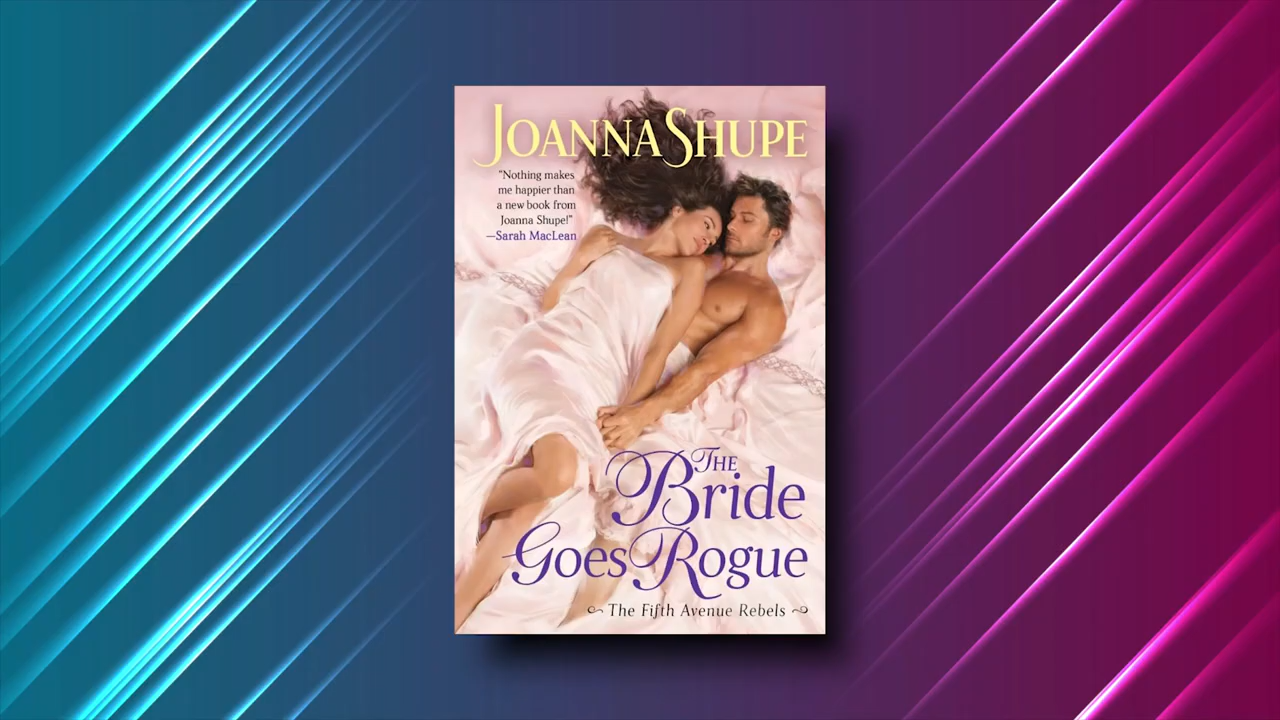 JOANNA SHUPE
"Nothing makes
me happier than
a new book from
Joanna Shupe!"
—Sarah MacLean
THE
Bride
Goes Rogue
The Fifth Avenue Rebels